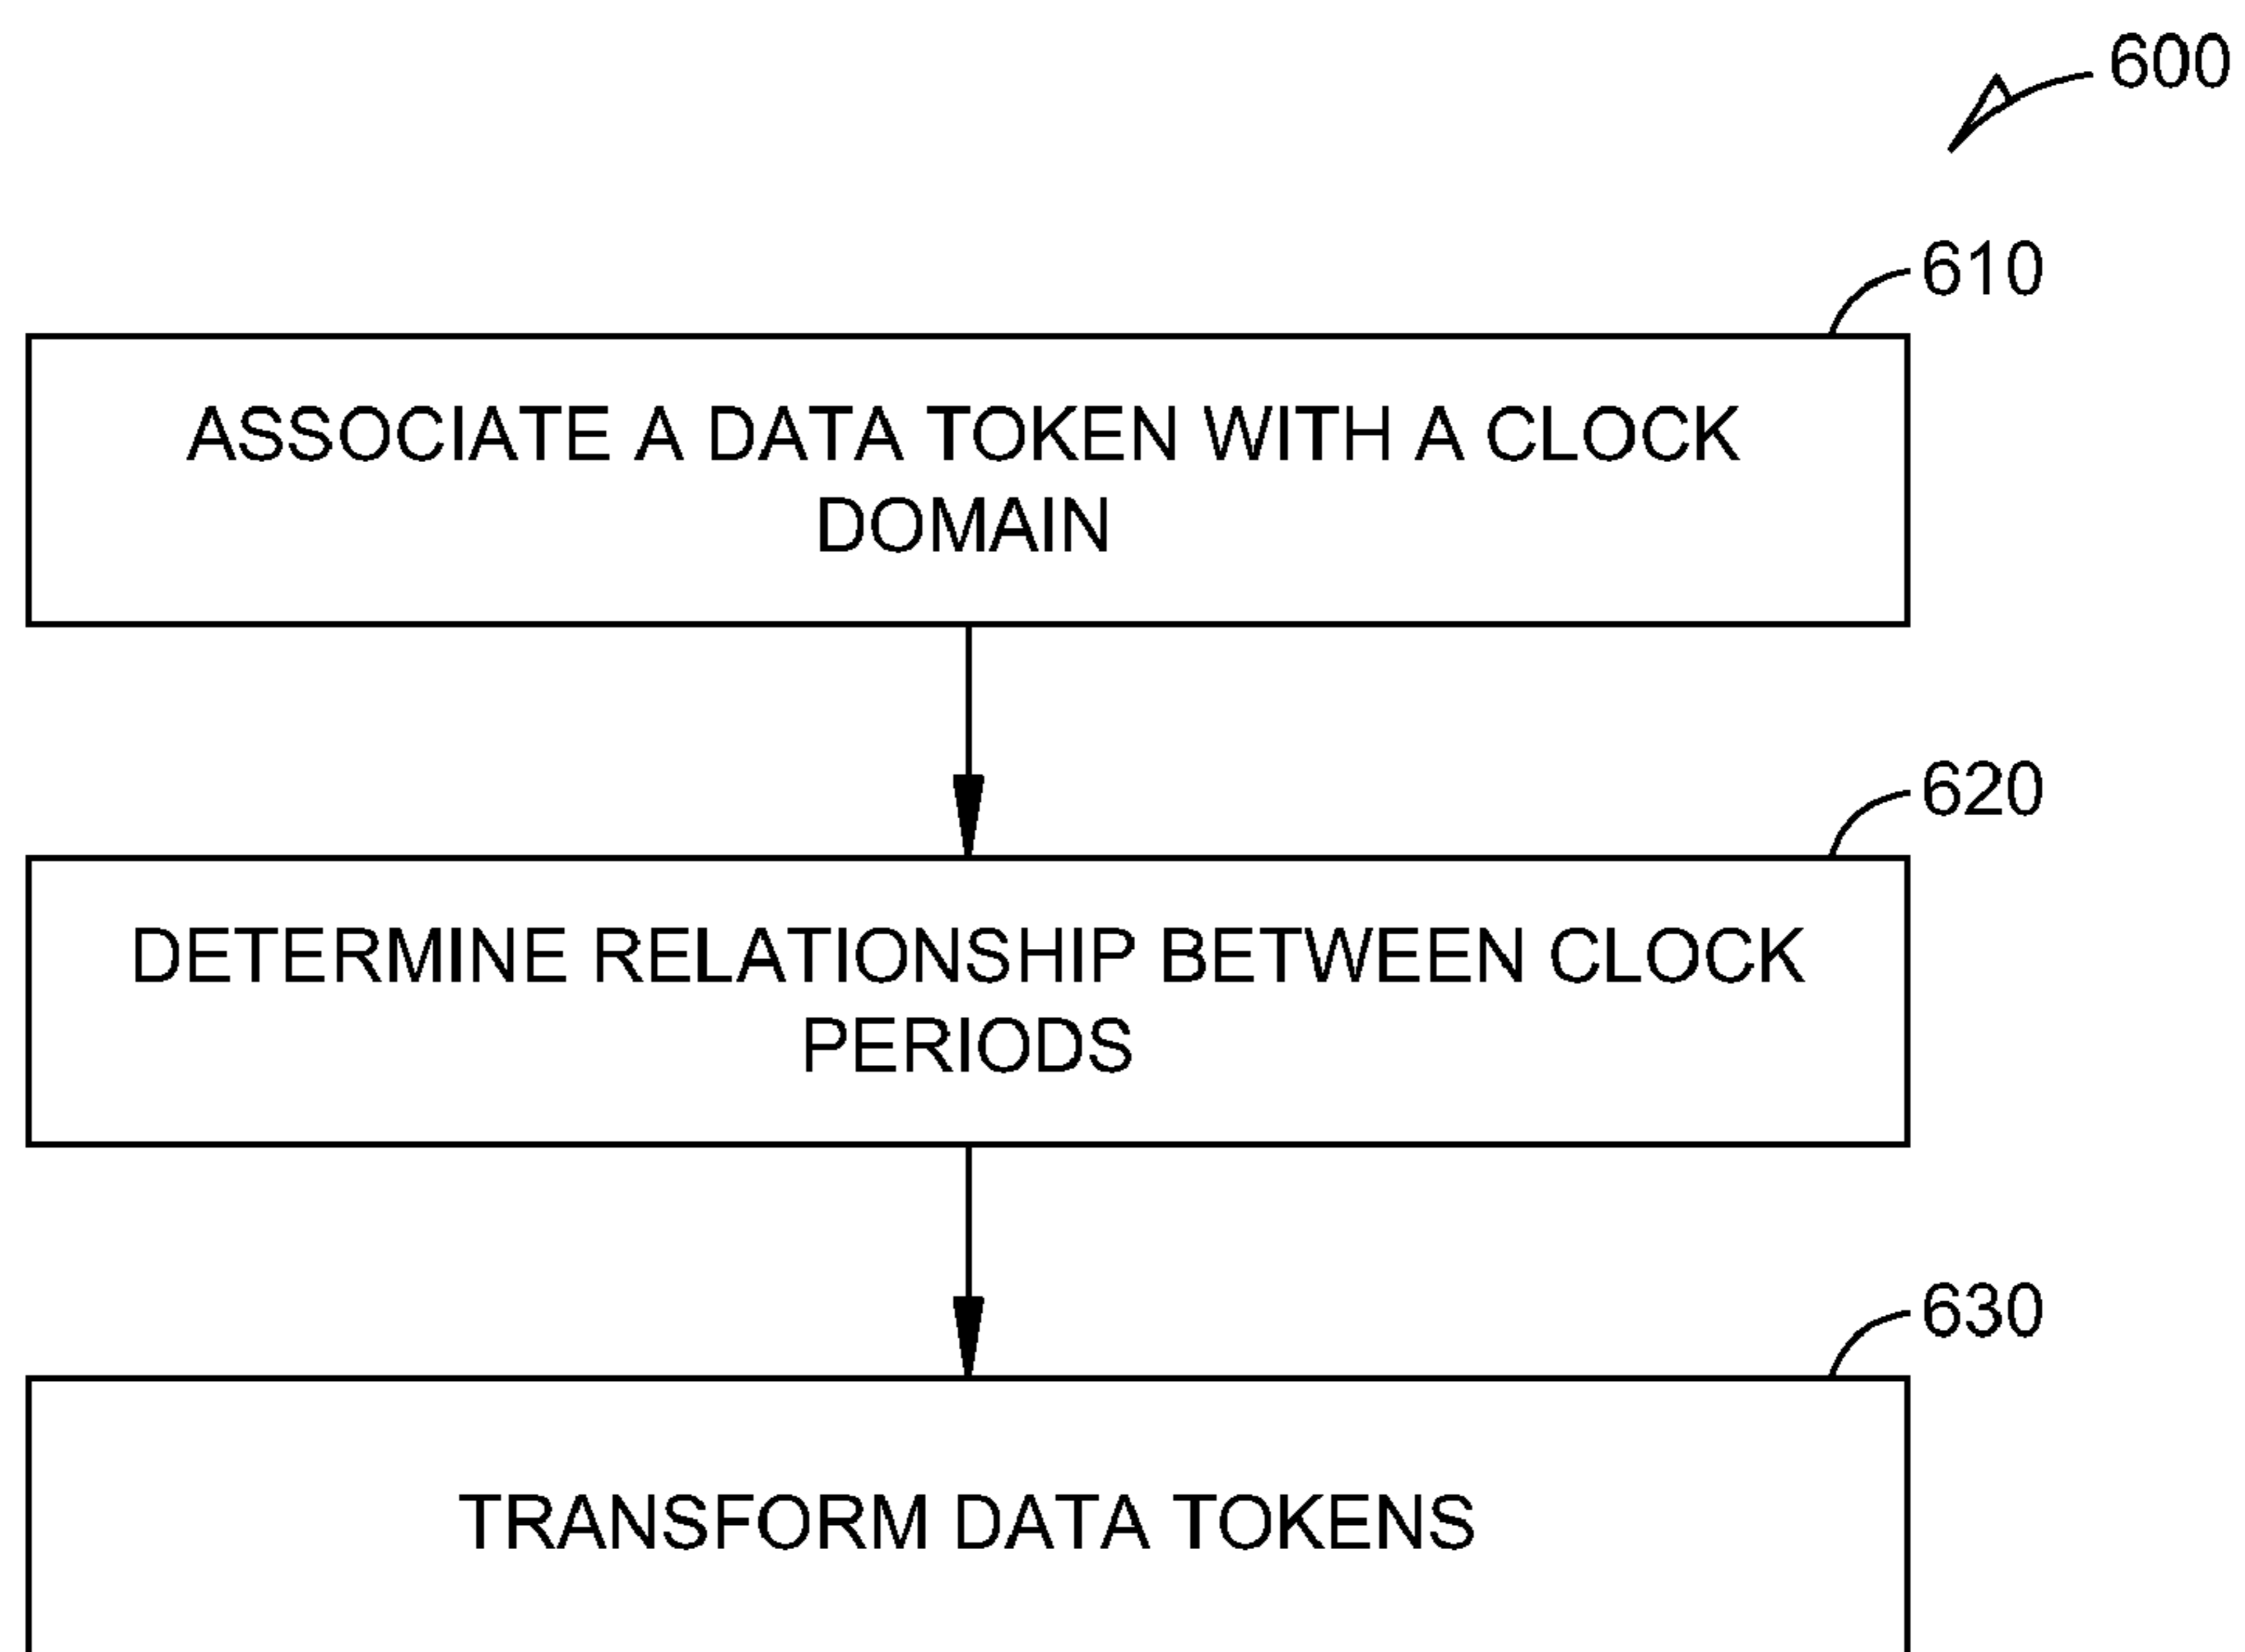 600
610
ASSOCIATE A DATA TOKEN WITH A CLOCK
DOMAIN
620
DETERMINE RELATIONSHIP BETWEEN CLOCK
PERIODS
630
TRANSFORM DATA TOKENS